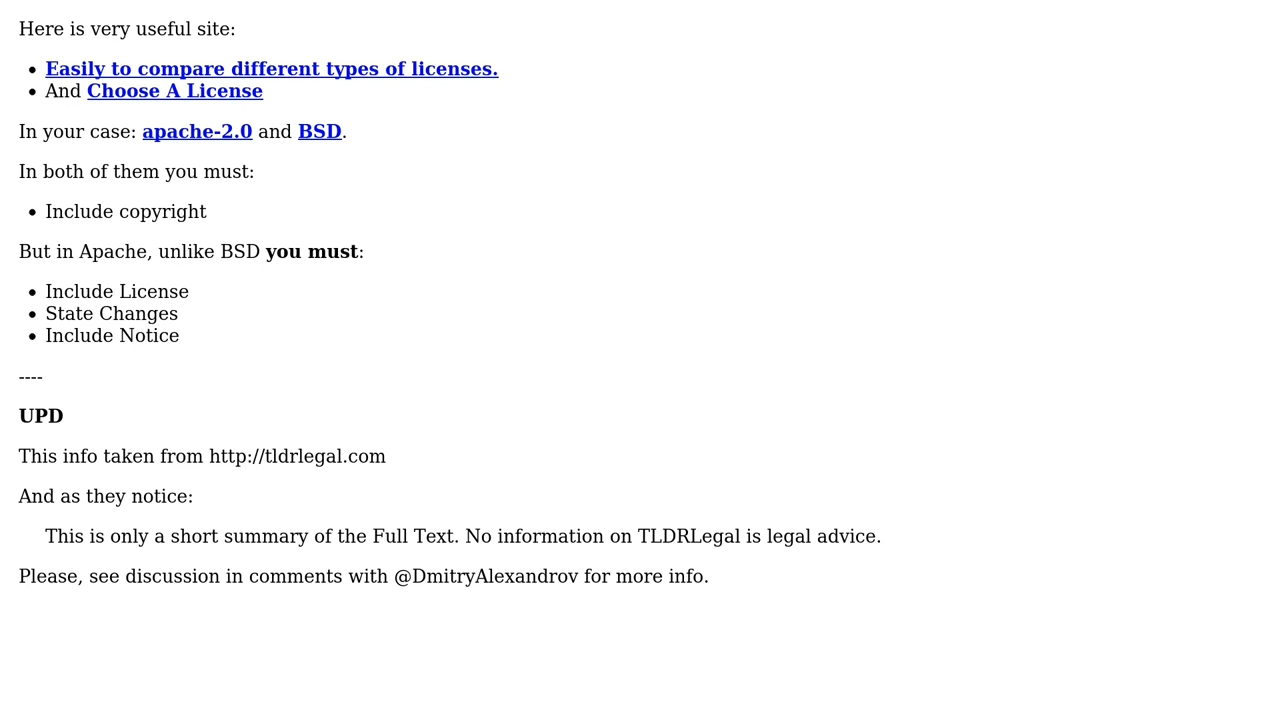 Here is very useful site:
• Easily to compare different types of licenses.
• And Choose A License
In your case: apache-2.0 and BSD.
In both of them you must:
• Include copyright
But in Apache, unlike BSD you must:
• Include License
• State Changes
• Include Notice
----
UPD
This info taken from http://tldrlegal.com
And as they notice:
This is only a short summary of the Full Text. No information on TLDRLegal is legal advice.
Please, see discussion in comments with @DmitryAlexandrov for more info.